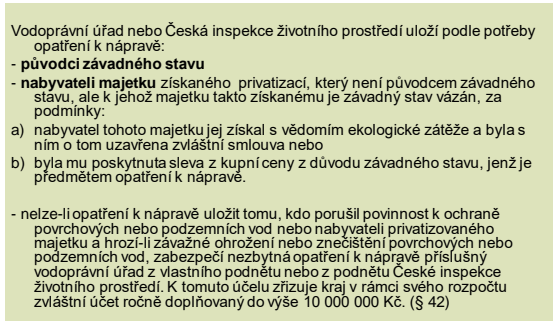 Vodoprávní úřad nebo Česká inspekce životního prostředí uloží podle potřeby
opatření k nápravě:
- původci závadného stavu
- nabyvateli majetku získaného privatizací, který není původcem závadného
stavu, ale k jehož majetku takto získanému je závadný stav vázán, za
podmínky:
a) nabyvatel tohoto majetku jej získal s vědomím ekologické zátěže a byla s
ním o tom uzavřena zvláštní smlouva nebo
b) byla mu poskytnuta sleva z kupní ceny z důvodu závadného stavu, jenž je
předmětem opatření k nápravě.
- nelze-li opatření k nápravě uložit tomu, kdo porušil povinnost k ochraně
povrchových nebo podzemních vod nebo nabyvateli privatizovaného
majetku a hrozí-li závažné ohrožení nebo znečištění povrchových nebo
podzemních vod, zabezpečí nezbytná opatření k nápravě příslušný
vodoprávní úřad z vlastního podnětu nebo z podnětu České inspekce
životního prostředí. K tomuto účelu zřizuje kraj v rámci svého rozpočtu
zvláštní účet ročně doplňovaný do výše 10 000 000 Kč. (§ 42)